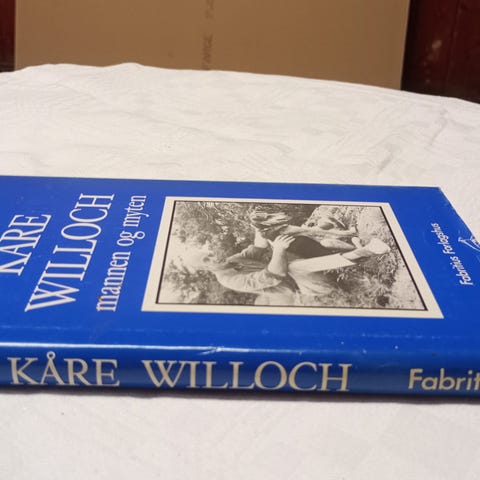 KÅRE
WILLOCH
mannen og myten
Fabritius Forlagshus
KÅRE WILLOCH
Fabrit